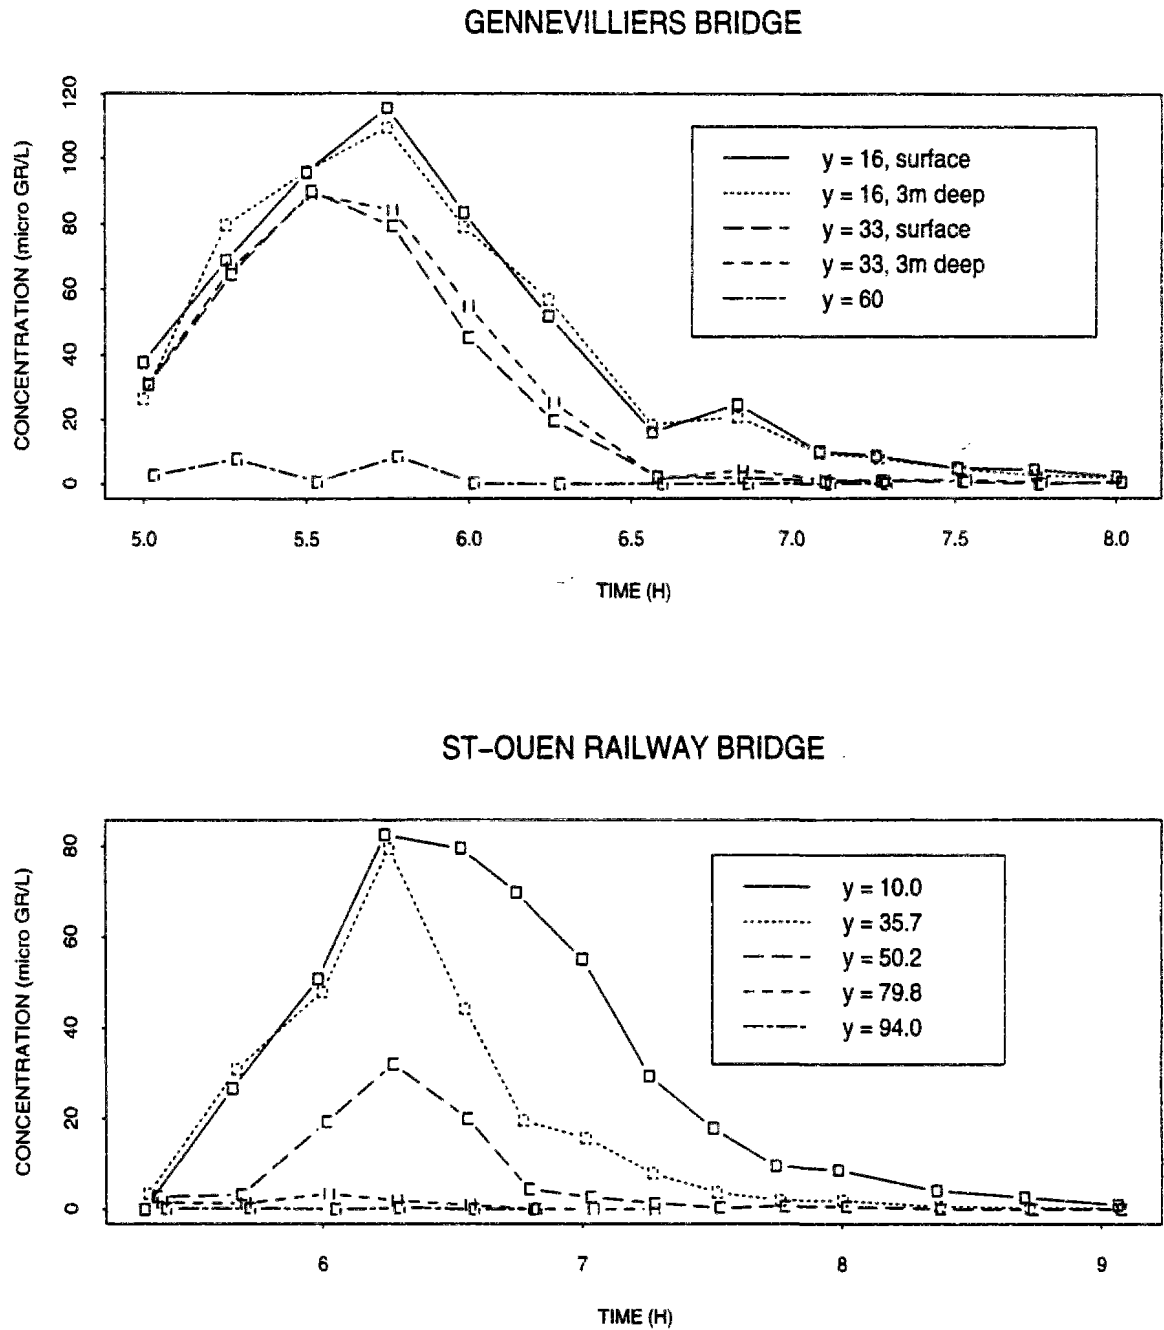 GENNEVILLIERS BRIDGE
CONCENTRATION (micro GR/L)
120
100
80
60
40
20
0
y = 16, surface
y = 16, 3m deep
y = 33, surface
y = 33, 3m deep
y = 60
5.0 5.5 6.0 6.5 7.0 7.5 8.0
TIME (H)
ST–OUEN RAILWAY BRIDGE
CONCENTRATION (micro GR/L)
80
60
40
20
0
y = 10.0
y = 35.7
y = 50.2
y = 79.8
y = 94.0
6 7 8 9
TIME (H)